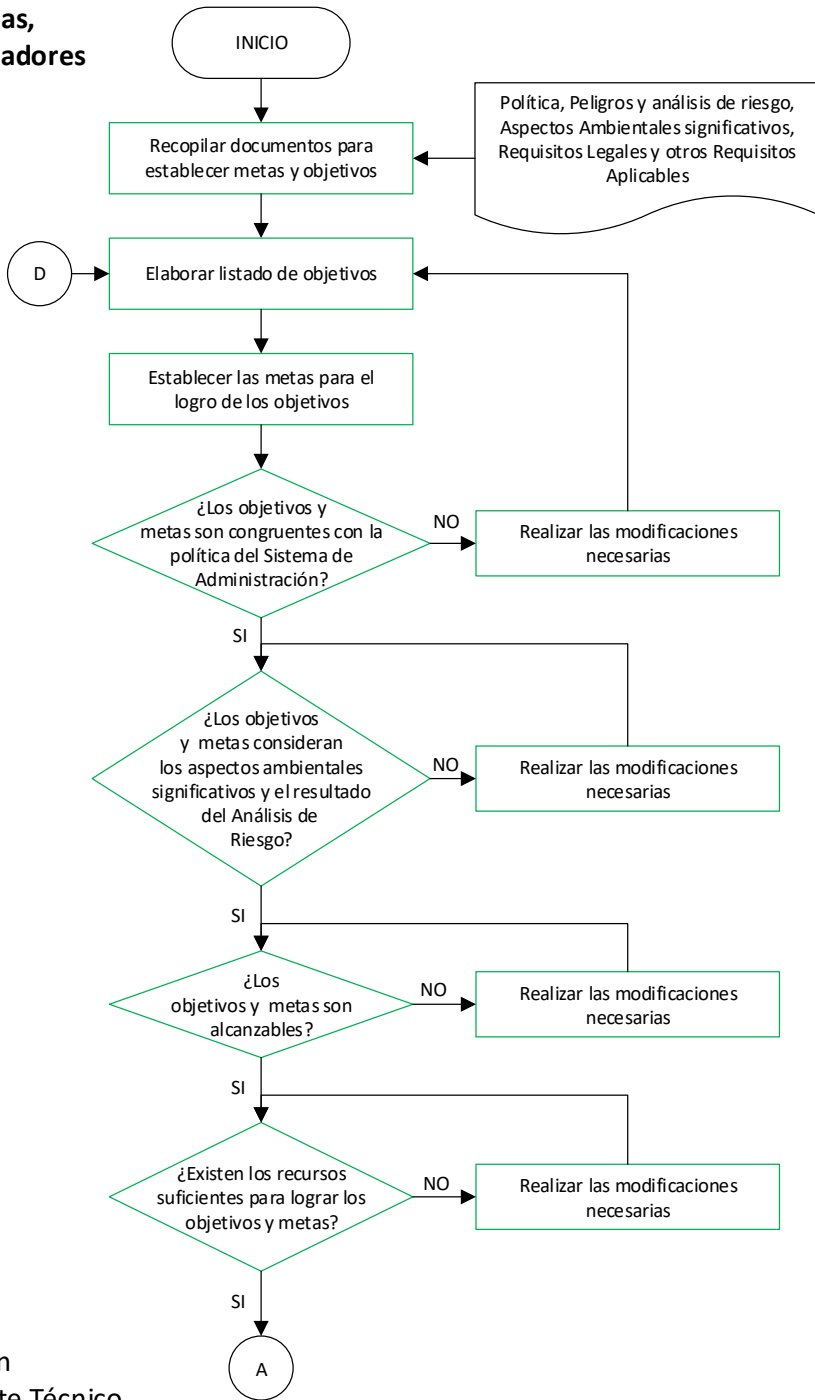 as,
adores
INICIO
Política, Peligros y análisis de riesgo,
Aspectos Ambientales significativos,
Requisitos Legales y otros Requisitos
Aplicables
Recopilar documentos para
establecer metas y objetivos
D
Elaborar listado de objetivos
Establecer las metas para el
logro de los objetivos
¿Los objetivos y
metas son congruentes con la
política del Sistema de
Administración?
NO
Realizar las modificaciones
necesarias
SI
¿Los objetivos
y metas consideran
los aspectos ambientales
significativos y el resultado
del Análisis de
Riesgo?
NO
Realizar las modificaciones
necesarias
SI
¿Los
objetivos y metas son
alcanzables?
NO
Realizar las modificaciones
necesarias
SI
¿Existen los recursos
suficientes para lograr los
objetivos y metas?
NO
Realizar las modificaciones
necesarias
SI
A
n
te Técnico